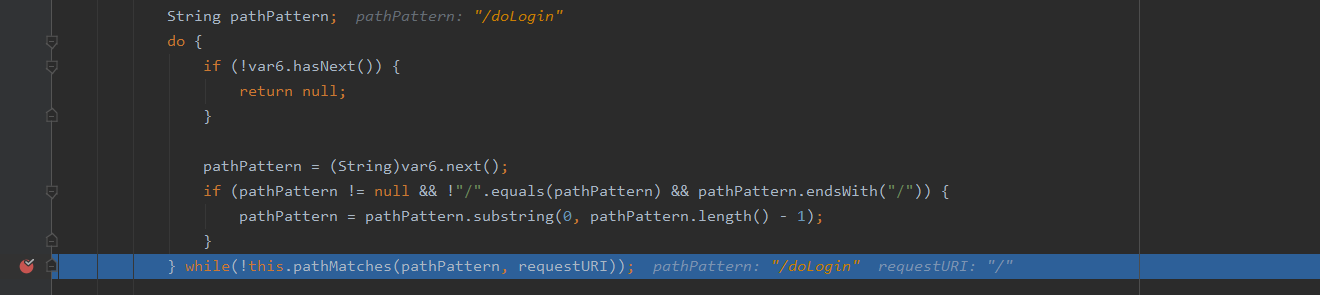 String pathPattern;  pathPattern: "/doLogin"
do {
if (!var6.hasNext()) {
return null;
}
pathPattern = (String)var6.next();
if (pathPattern != null && !"/".equals(pathPattern) && pathPattern.endsWith("/")) {
pathPattern = pathPattern.substring(0, pathPattern.length() - 1);
}
} while(!this.pathMatches(pathPattern, requestURI));  pathPattern: "/doLogin"  requestURI: "/"